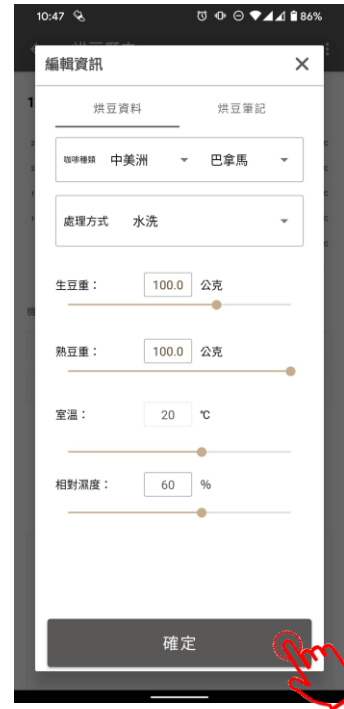 10:47
86%
編輯資訊
烘豆資料 烘豆筆記
咖啡種類 中美洲 巴拿馬
處理方式 水洗
生豆重： 100.0 公克
熟豆重： 100.0 公克
室溫： 20 ℃
相對濕度： 60 %
確定